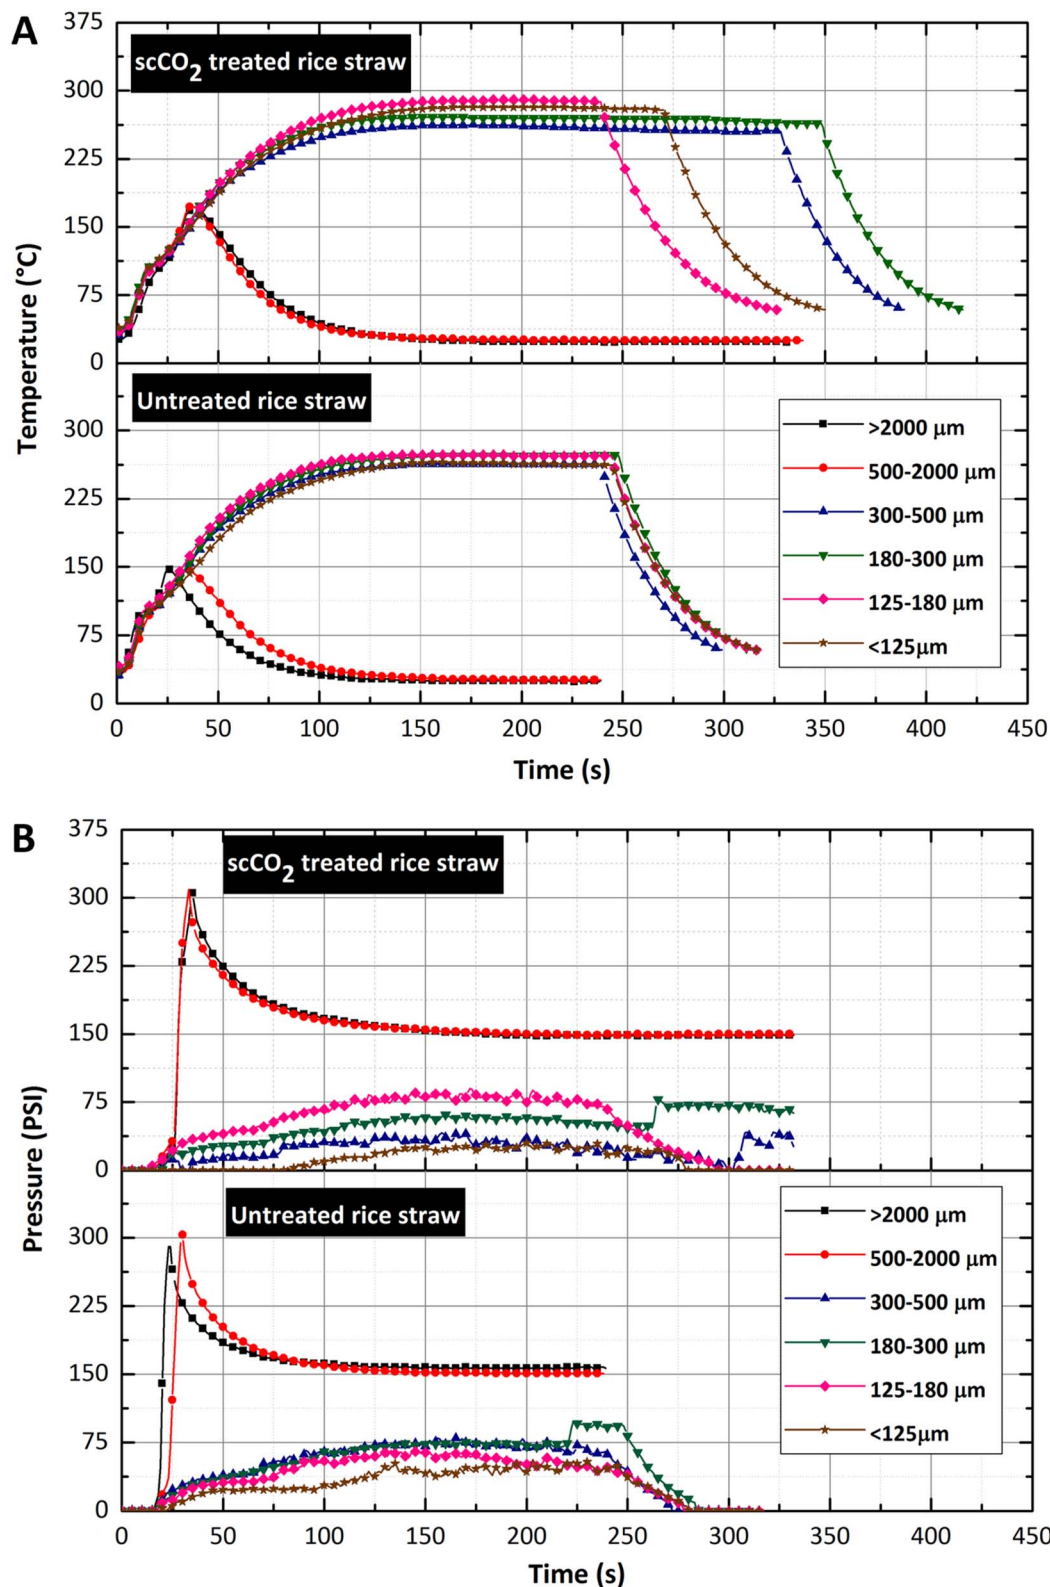 A
375
scCO2 treated rice straw
300
225
150
75
0
Temperature (°C)
Untreated rice straw
300
225
150
75
0
>2000 µm
500-2000 µm
300-500 µm
180-300 µm
125-180 µm
<125µm
0 50 100 150 200 250 300 350 400 450
Time (s)
B
375
scCO2 treated rice straw
300
225
150
75
0
Pressure (PSI)
Untreated rice straw
300
225
150
75
0
>2000 µm
500-2000 µm
300-500 µm
180-300 µm
125-180 µm
<125µm
0 50 100 150 200 250 300 350 400 450
Time (s)